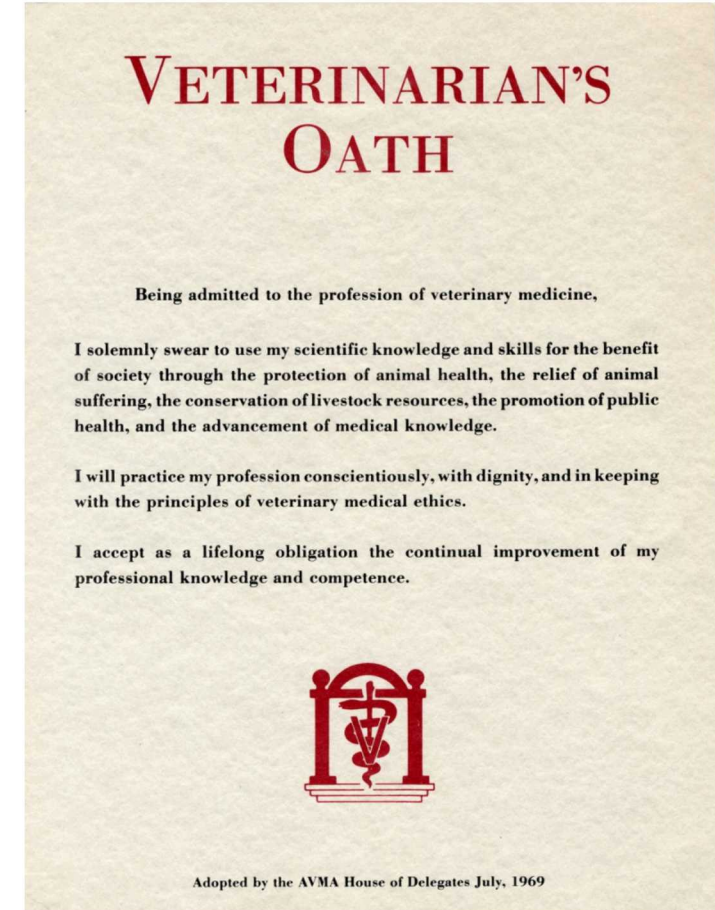 VETERINARIAN'S
OATH
Being admitted to the profession of veterinary medicine,
I solemnly swear to use my scientific knowledge and skills for the benefit
of society through the protection of animal health, the relief of animal
suffering, the conservation of livestock resources, the promotion of public
health, and the advancement of medical knowledge.
I will practice my profession conscientiously, with dignity, and in keeping
with the principles of veterinary medical ethics.
I accept as a lifelong obligation the continual improvement of my
professional knowledge and competence.
V
Adopted by the AVMA House of Delegates July, 1969